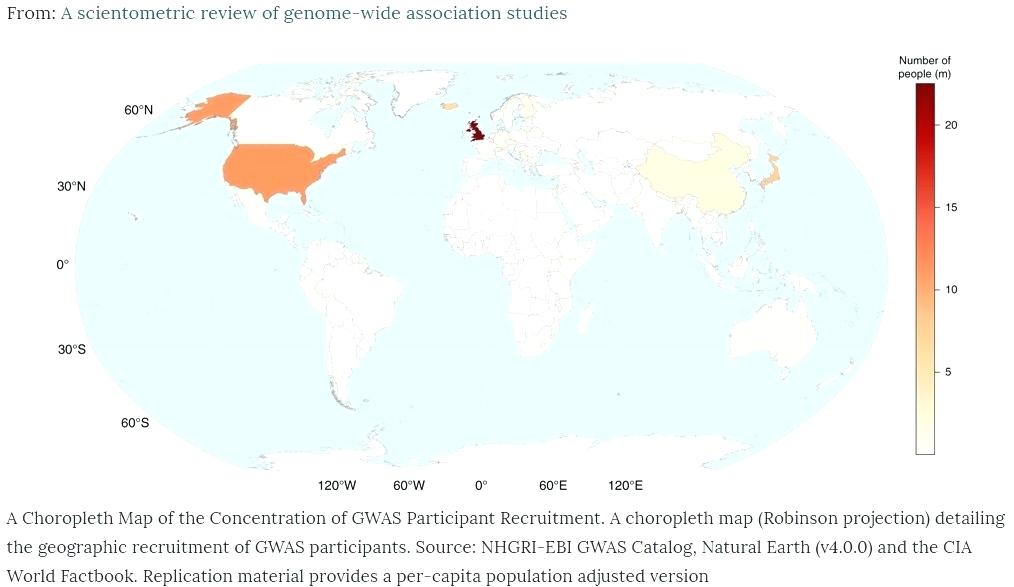 From: A scientometric review of genome-wide association studies
Number of
people (m)
60°N
20
30°N
15
0°
10
30°S
5
60°S
120°W 60°W 0° 60°E 120°E
A Choropleth Map of the Concentration of GWAS Participant Recruitment. A choropleth map (Robinson projection) detailing
the geographic recruitment of GWAS participants. Source: NHGRI-EBI GWAS Catalog, Natural Earth (v4.0.0) and the CIA
World Factbook. Replication material provides a per-capita population adjusted version